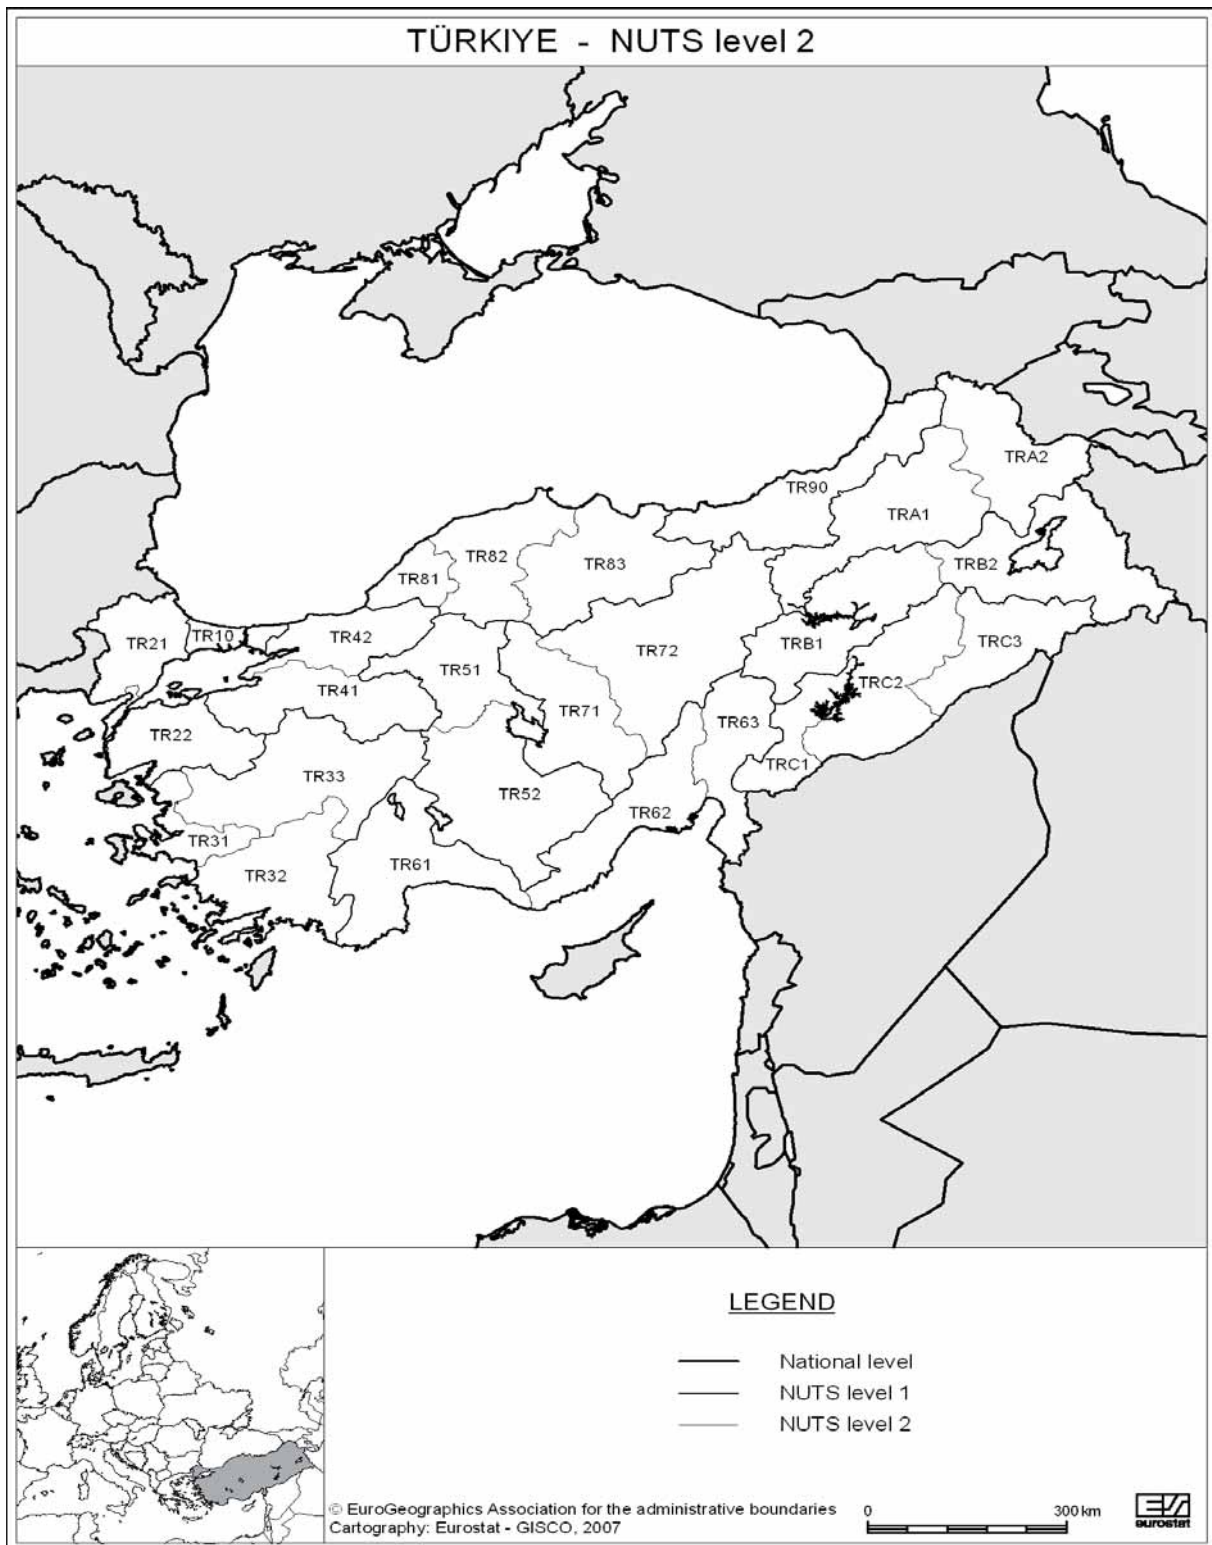 TÜRKIYE - NUTS level 2
TRA2
TR90
TRA1
TR82
TR83
TRB2
TR81
TR10
TR42
TR21
TRB1
TRC3
TR72
TR51
TRC2
TR41
TR71
TR63
TR22
TRC1
TR33
TR52
TR62
TR31
TR61
TR32
LEGEND
National level
NUTS level 1
NUTS level 2
© EuroGeographics Association for the administrative boundaries
Cartography: Eurostat - GISCO, 2007
0 300 km
eurostat